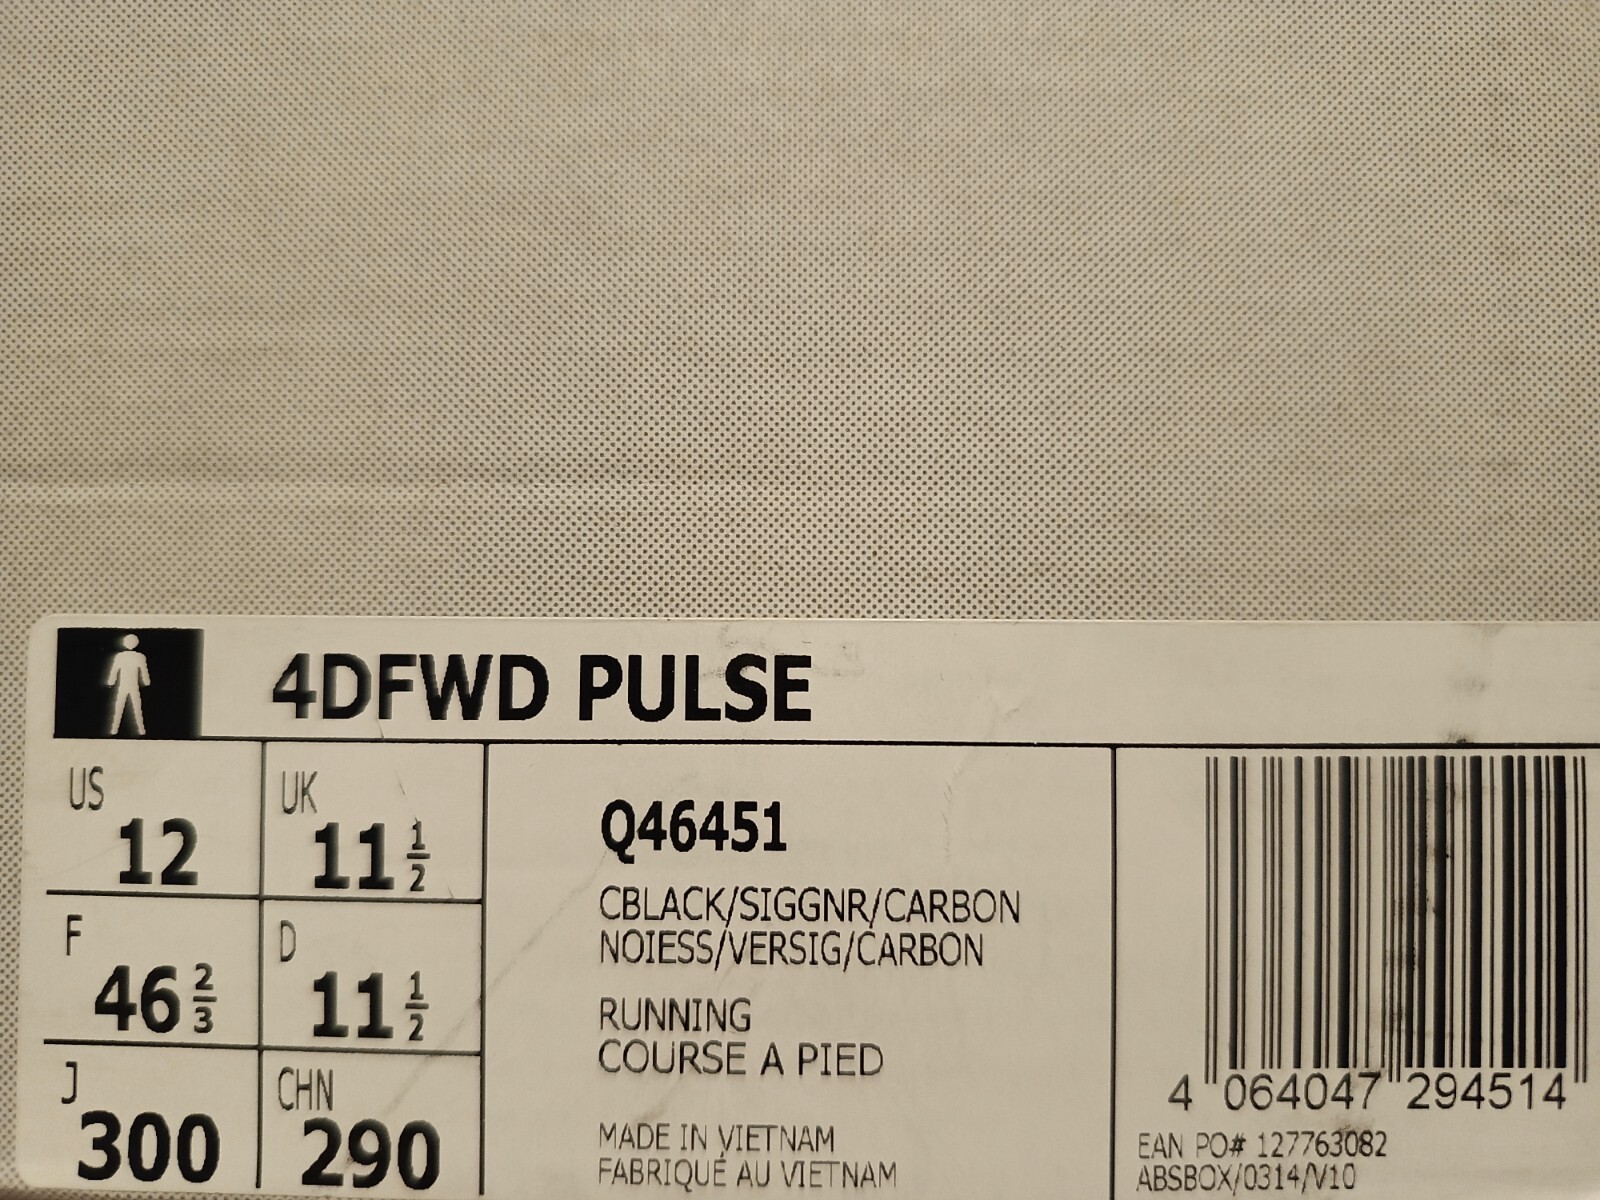 4DFWD PULSE
US
12
UK
11 1/2
F
46 2/3
D
11 1/2
J
300
CHN
290
Q46451
CBLACK/SIGGNR/CARBON
NOIESS/VERSIG/CARBON
RUNNING
COURSE A PIED
MADE IN VIETNAM
FABRIQUÉ AU VIETNAM
4 064047 294514
EAN PO# 127763082
ABSBOX/0314/V10